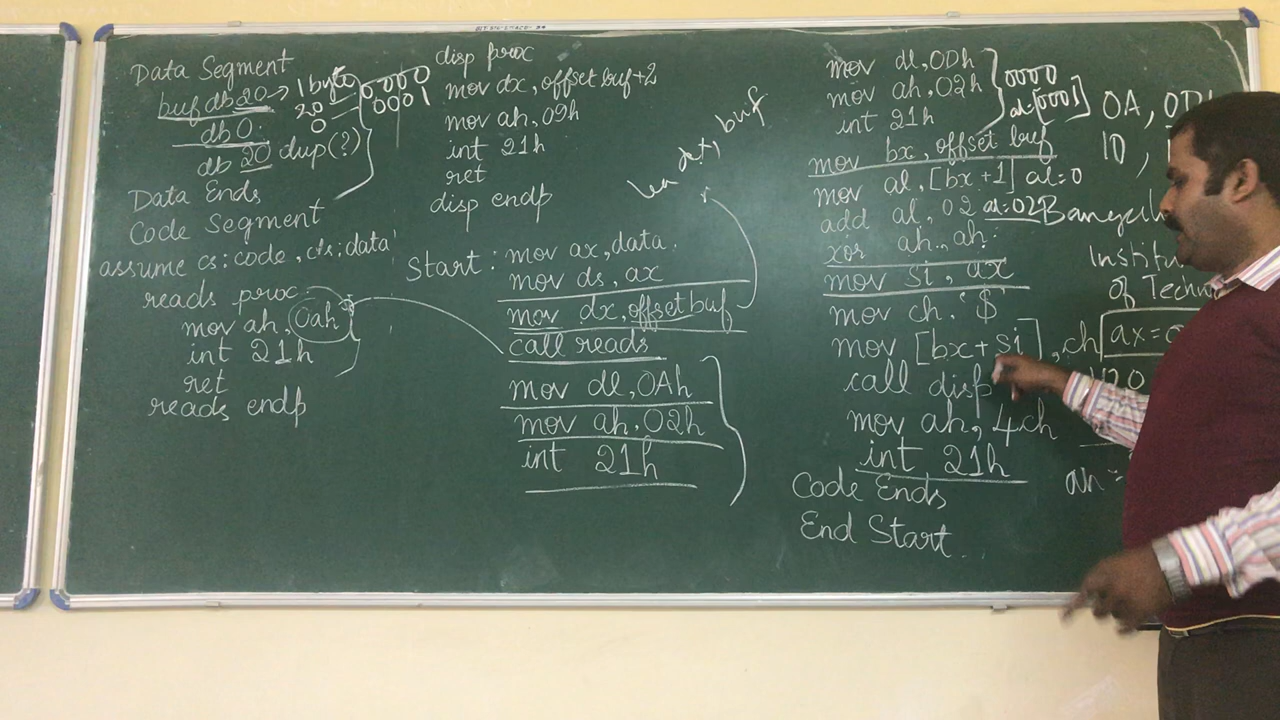 Data Segment
buf db 20 → 1 byte
20
0
0000
0001
db 0.
db 20 dup(?)
Data Ends
Code Segment
assume cs: code, ds: data
reads proc
mov ah, 0ah
int 21h
ret
reads endp
disp proc
mov dx, offset buf+2
mov ah, 09h
int 21h
ret
disp endp
lea dx, buf
Start: mov ax, data.
mov ds, ax
mov dx, offset buf
call reads
mov dl, 0Ah
mov ah, 02h
int 21h
mov dl, 0Dh
mov ah, 02h
int 21h
0000
al=[0001]
mov bx, offset buf
mov al, [bx+1] al=0
add al, 02 al=02
xor ah, ah.
mov si, ax
mov ch, '$'
mov [bx+si], ch
call disp
mov ah, 4ch
int 21h
Code Ends
End Start
0A, 0D
10,
of
ax=